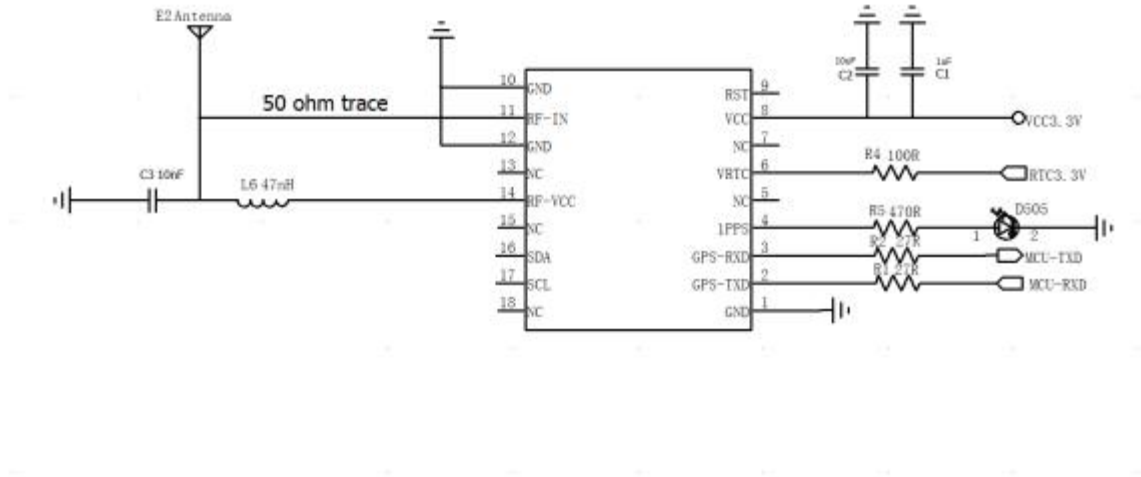 E2 Antenna
50 ohm trace
C3 10nF
L6 47nH
10 GND
11 RF-IN
12 GND
13 NC
14 RF-VCC
15 NC
16 SDA
17 SCL
18 NC
RST 9
VCC 8
NC 7
VRTC 6
NC 5
1PPS 4
GPS-RXD 3
GPS-TXD 2
GND 1
10uF
C2
1uF
C1
VCC3.3V
R4 100R
RTC3.3V
R5 470R
D505
1 2
R2 27R
MCU-TXD
R1 27R
MCU-RXD